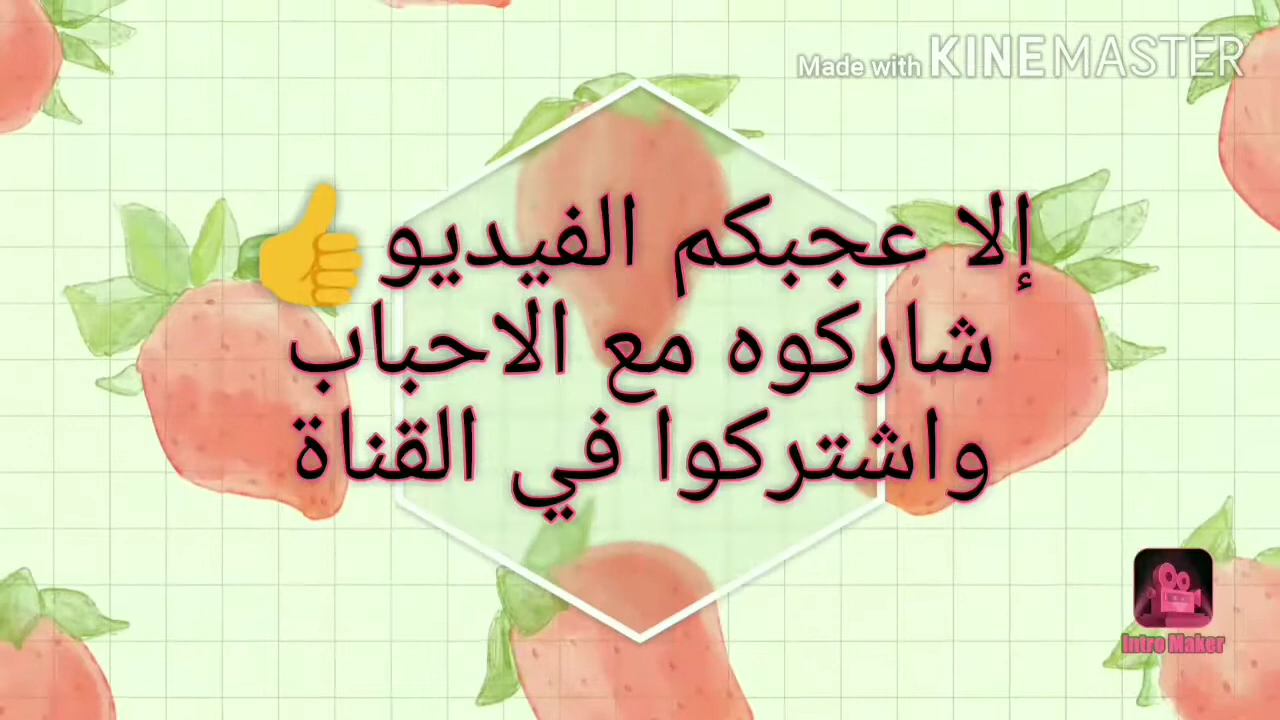 Made with KINEMASTER
إلا عجبكم الفيديو👍
شاركوه مع الاحباب
واشتركوا في القناة
Intro Maker